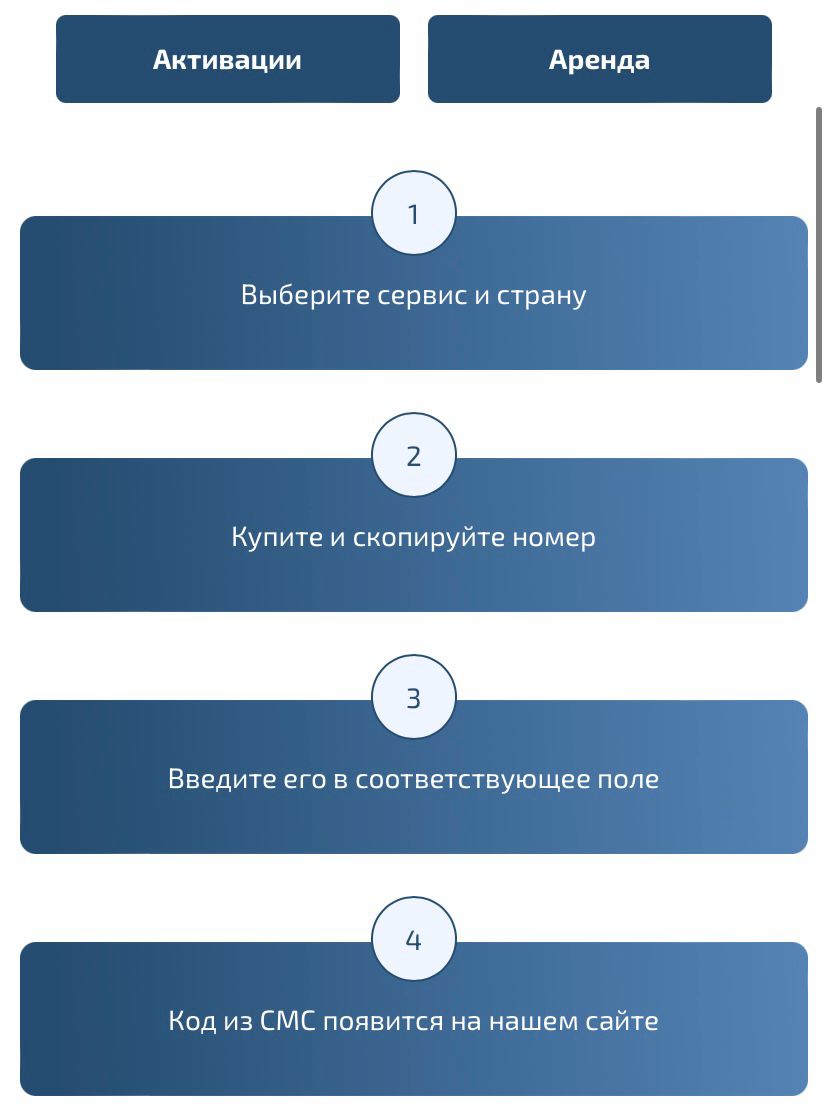 Активации
Аренда
1
Выберите сервис и страну
2
Купите и скопируйте номер
3
Введите его в соответствующее поле
4
Код из СМС появится на нашем сайте